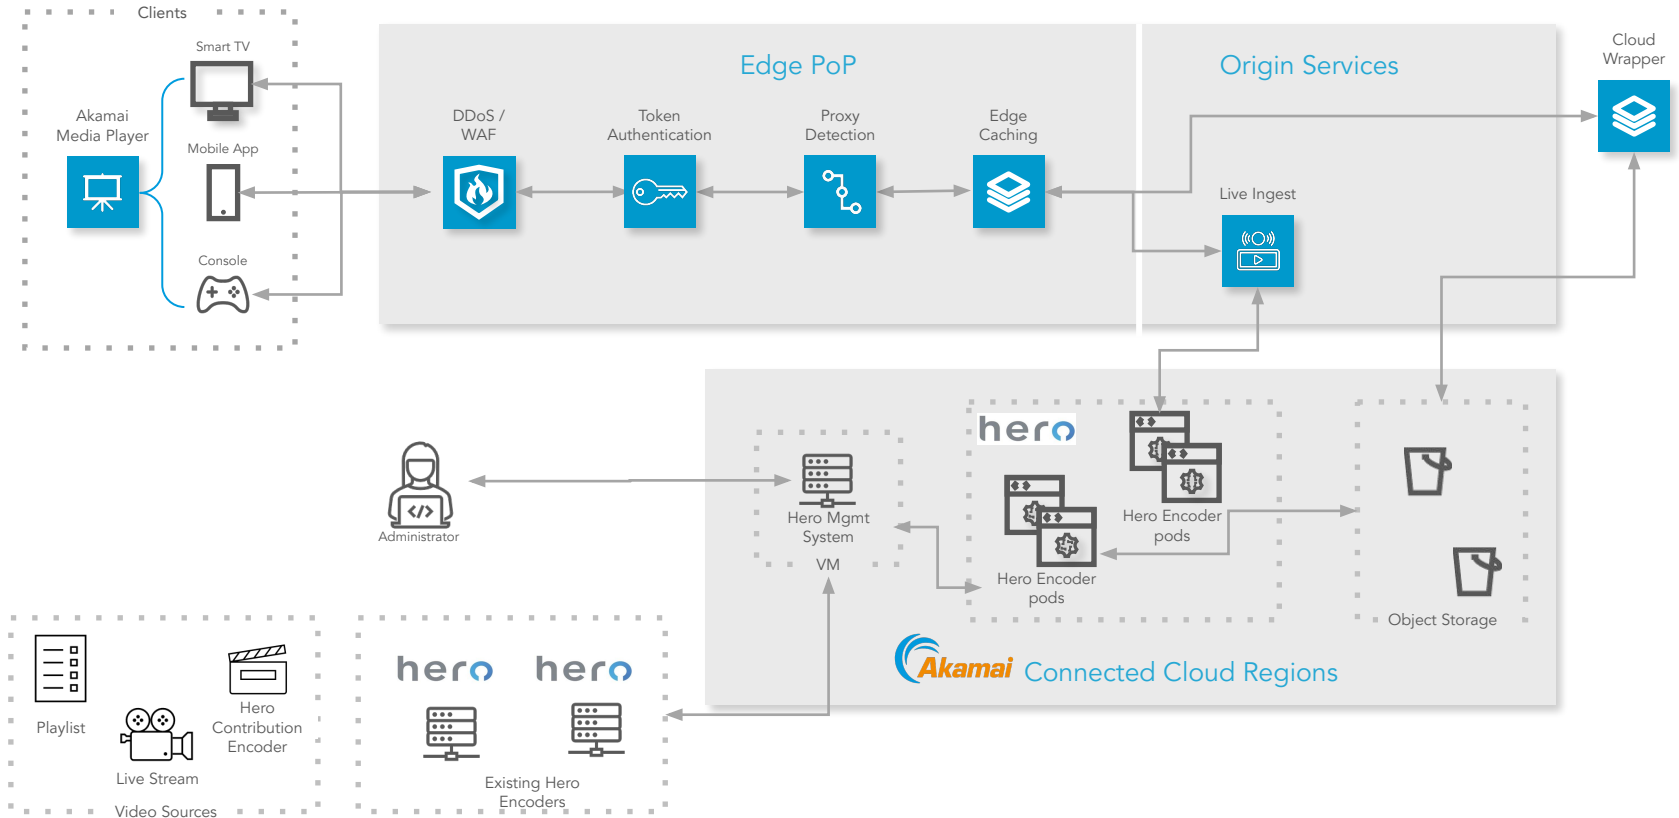 Clients
Smart TV
Akamai
Media Player
Mobile App
Console
Edge PoP
Origin Services
Cloud
Wrapper
DDoS /
WAF
Token
Authentication
Proxy
Detection
Edge
Caching
Live Ingest
Administrator
Hero Mgmt
System
VM
hero
Hero Encoder
pods
Hero Encoder
pods
Object Storage
Akamai Connected Cloud Regions
Playlist
Live Stream
Hero
Contribution
Encoder
Video Sources
hero hero
Existing Hero
Encoders